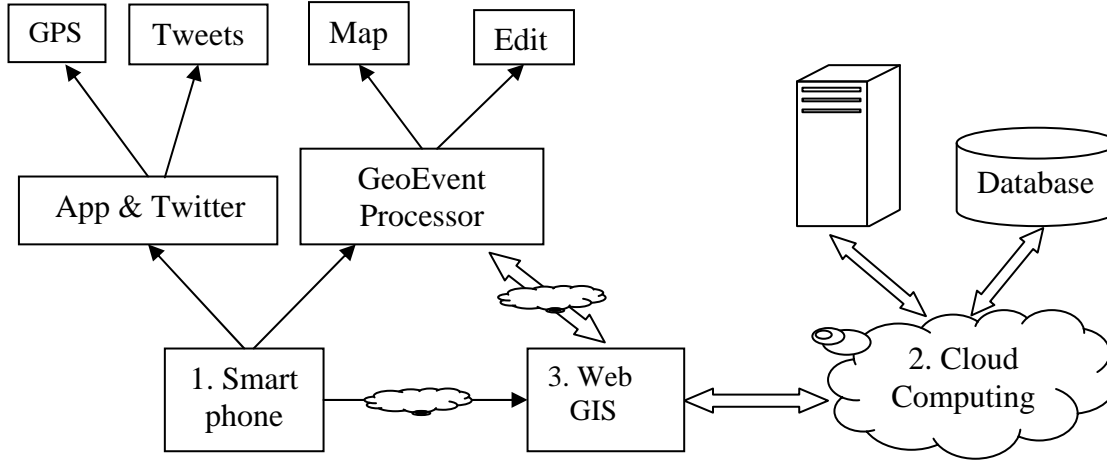 GPS
Tweets
Map
Edit
App & Twitter
GeoEvent
Processor
Database
1. Smart
phone
3. Web
GIS
2. Cloud
Computing